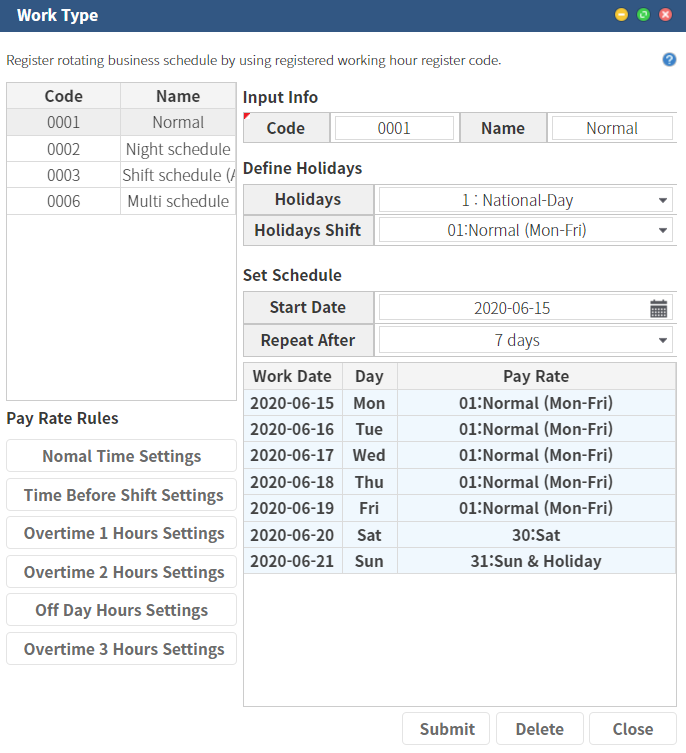 Work Type
Register rotating business schedule by using registered working hour register code.
?
Code Name
0001 Normal
0002 Night schedule
0003 Shift schedule (A
0006 Multi schedule
Pay Rate Rules
Nomal Time Settings
Time Before Shift Settings
Overtime 1 Hours Settings
Overtime 2 Hours Settings
Off Day Hours Settings
Overtime 3 Hours Settings
Input Info
Code 0001 Name Normal
Define Holidays
Holidays 1 : National-Day
Holidays Shift 01:Normal (Mon-Fri)
Set Schedule
Start Date 2020-06-15
Repeat After 7 days
Work Date Day Pay Rate
2020-06-15 Mon 01:Normal (Mon-Fri)
2020-06-16 Tue 01:Normal (Mon-Fri)
2020-06-17 Wed 01:Normal (Mon-Fri)
2020-06-18 Thu 01:Normal (Mon-Fri)
2020-06-19 Fri 01:Normal (Mon-Fri)
2020-06-20 Sat 30:Sat
2020-06-21 Sun 31:Sun & Holiday
Submit Delete Close